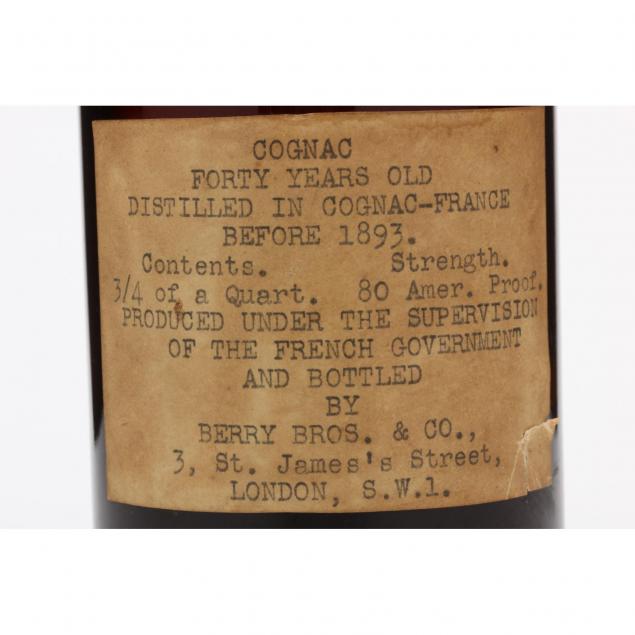 COGNAC
FORTY YEARS OLD
DISTILLED IN COGNAC-FRANCE
BEFORE 1893.
Contents. Strength.
3/4 of a Quart. 80 Amer. Proof.
PRODUCED UNDER THE SUPERVISION
OF THE FRENCH GOVERNMENT
AND BOTTLED
BY
BERRY BROS. & CO.,
3, St. James's Street,
LONDON, S.W.1.